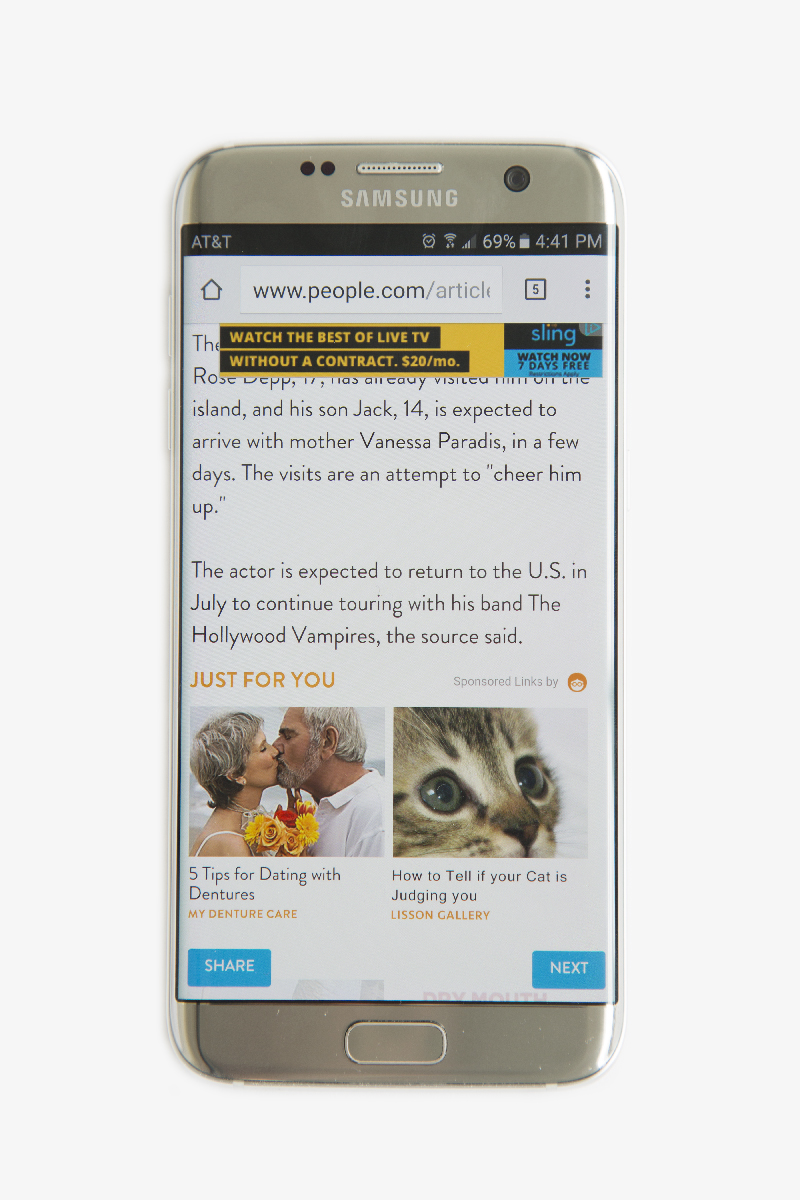 SAMSUNG
AT&T 69% 4:41 PM
www.people.com/article 5
WATCH THE BEST OF LIVE TV
WITHOUT A CONTRACT. $20/mo.
sling
WATCH NOW
7 DAYS FREE
Restrictions Apply
The
Rose Depp, 17, has already visited him on the
island, and his son Jack, 14, is expected to
arrive with mother Vanessa Paradis, in a few
days. The visits are an attempt to "cheer him
up."
The actor is expected to return to the U.S. in
July to continue touring with his band The
Hollywood Vampires, the source said.
JUST FOR YOU Sponsored Links by
5 Tips for Dating with
Dentures
MY DENTURE CARE
How to Tell if your Cat is
Judging you
LISSON GALLERY
SHARE NEXT
DRY MOUTH